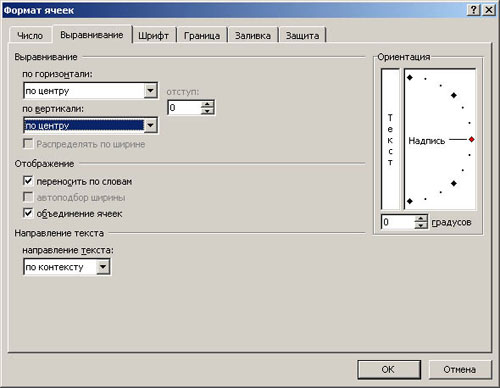 Формат ячеек
Число Выравнивание Шрифт Граница Заливка Защита
Выравнивание
по горизонтали:
по центру
отступ:
0
по вертикали:
по центру
Распределять по ширине
Отображение
переносить по словам
автоподбор ширины
объединение ячеек
Направление текста
направление текста:
по контексту
Ориентация
Текст
Надпись
0 градусов
ОК Отмена